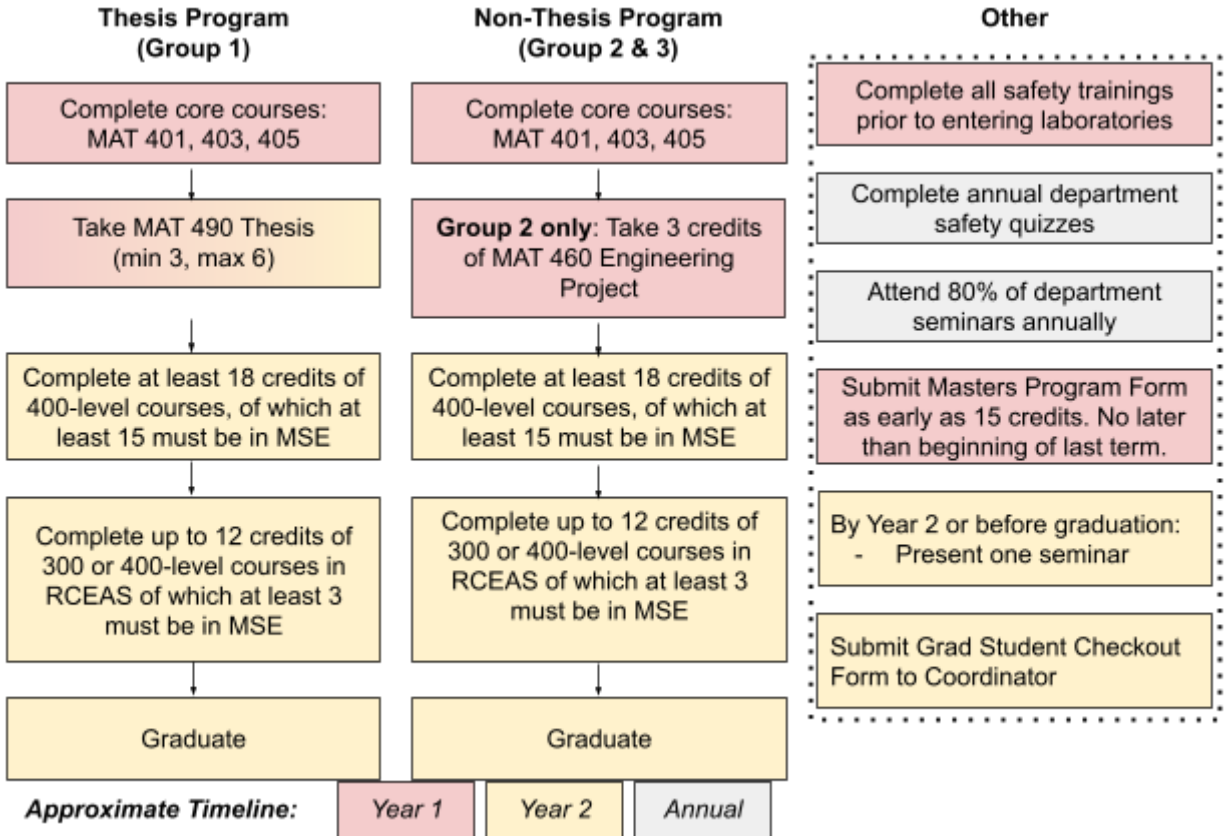 Thesis Program
(Group 1)
Complete core courses:
MAT 401, 403, 405
Take MAT 490 Thesis
(min 3, max 6)
Complete at least 18 credits of
400-level courses, of which at
least 15 must be in MSE
Complete up to 12 credits of
300 or 400-level courses in
RCEAS of which at least 3
must be in MSE
Graduate
Non-Thesis Program
(Group 2 & 3)
Complete core courses:
MAT 401, 403, 405
Group 2 only: Take 3 credits
of MAT 460 Engineering
Project
Complete at least 18 credits of
400-level courses, of which at
least 15 must be in MSE
Complete up to 12 credits of
300 or 400-level courses in
RCEAS of which at least 3
must be in MSE
Graduate
Other
Complete all safety trainings
prior to entering laboratories
Complete annual department
safety quizzes
Attend 80% of department
seminars annually
Submit Masters Program Form
as early as 15 credits. No later
than beginning of last term.
By Year 2 or before graduation:
- Present one seminar
Submit Grad Student Checkout
Form to Coordinator
Approximate Timeline: Year 1 Year 2 Annual